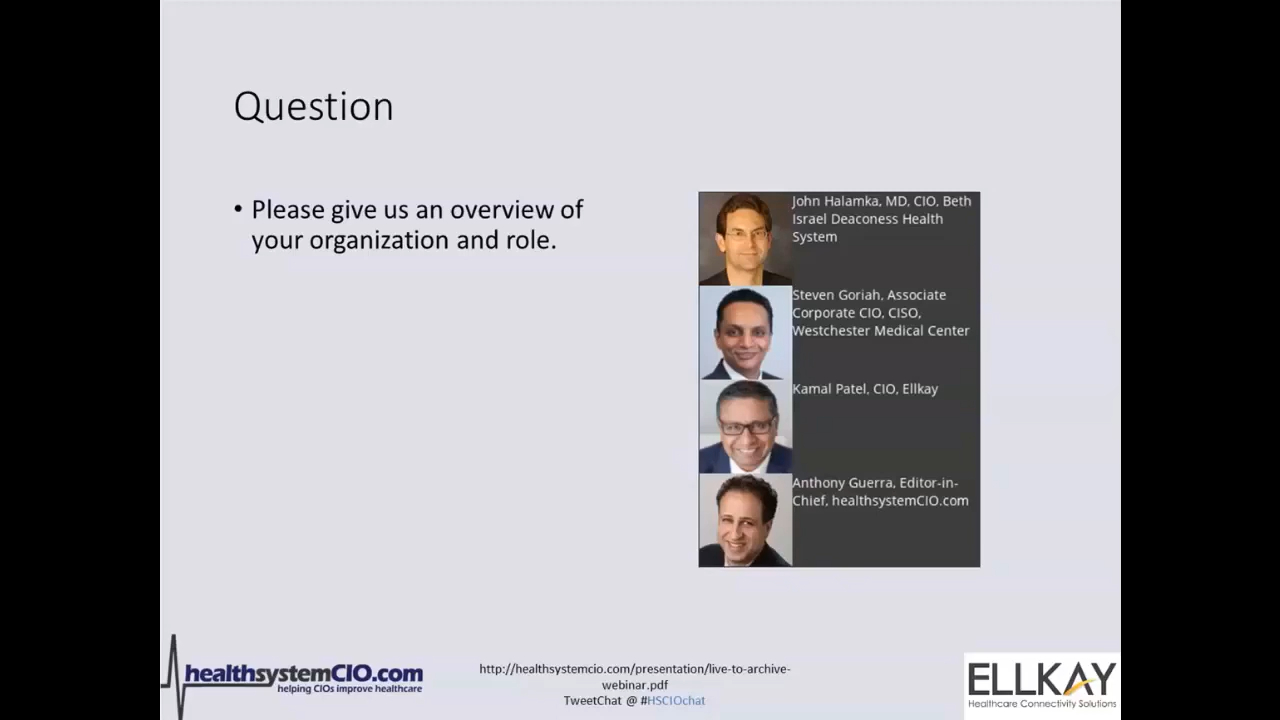 Question
• Please give us an overview of
your organization and role.
John Halamka, MD, CIO, Beth
Israel Deaconess Health
System
Steven Goriah, Associate
Corporate CIO, CISO,
Westchester Medical Center
Kamal Patel, CIO, Ellkay
Anthony Guerra, Editor-in-
Chief, healthsystemCIO.com
healthsystemCIO.com
helping CIOs improve healthcare
http://healthsystemcio.com/presentation/live-to-archive-
webinar.pdf
TweetChat @ #HSCIOchat
ELLKAY
Healthcare Connectivity Solutions